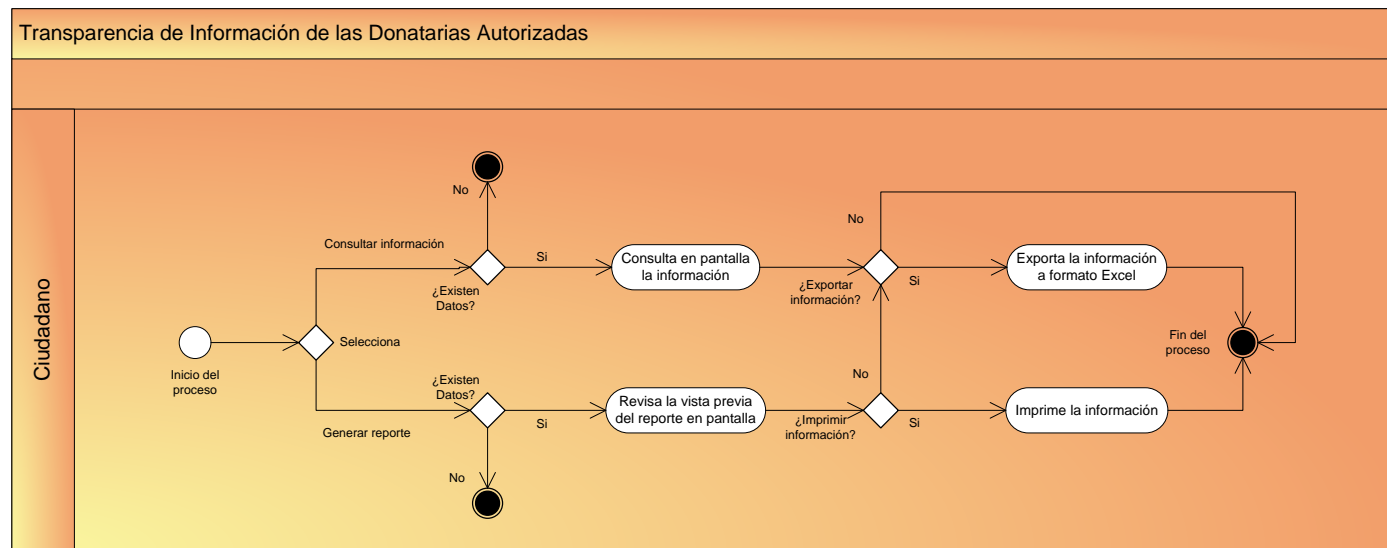 Transparencia de Información de las Donatarias Autorizadas
Ciudadano
Inicio del
proceso
Selecciona
Consultar información
¿Existen
Datos?
No
Si
Consulta en pantalla
la información
¿Exportar
información?
No
Si
Exporta la información
a formato Excel
Fin del
proceso
Generar reporte
¿Existen
Datos?
No
Si
Revisa la vista previa
del reporte en pantalla
¿Imprimir
información?
No
Si
Imprime la información